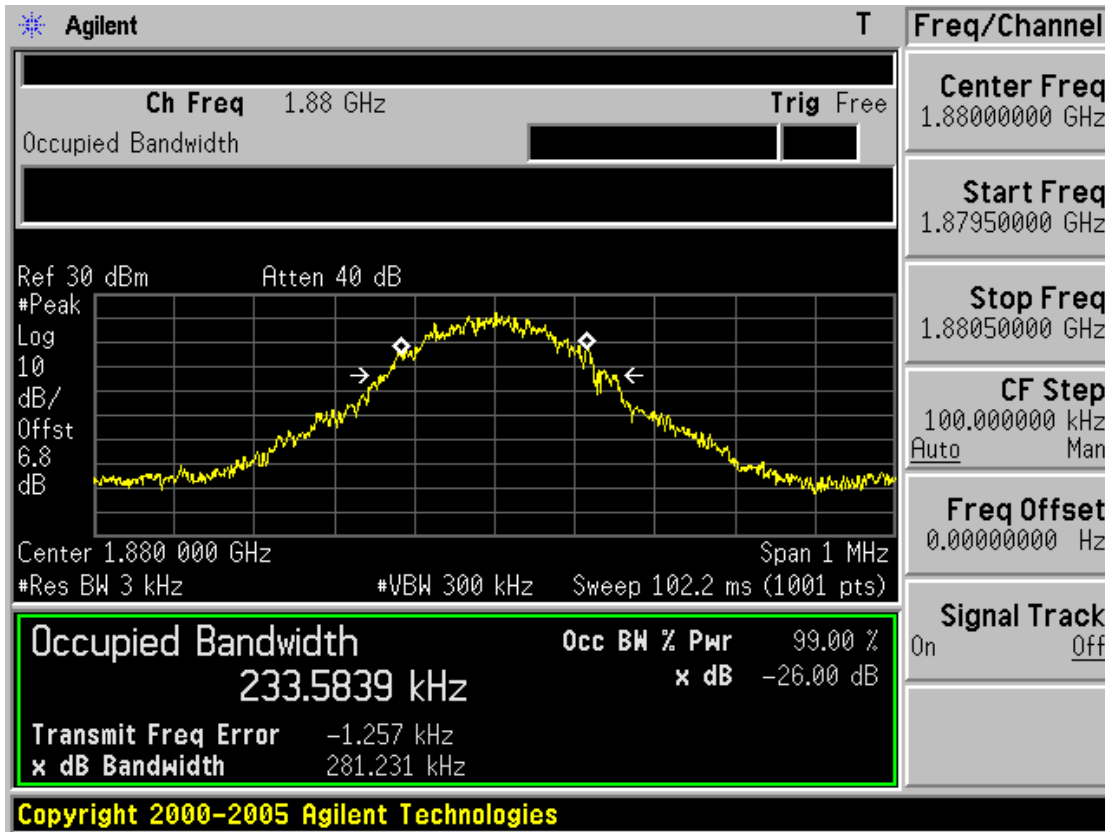 Agilent T Freq/Channel
Ch Freq 1.88 GHz Trig Free
Occupied Bandwidth
Center Freq
1.88000000 GHz
Start Freq
1.87950000 GHz
Stop Freq
1.88050000 GHz
CF Step
100.000000 kHz
Auto Man
Freq Offset
0.00000000 Hz
Signal Track
On Off
Ref 30 dBm Atten 40 dB
#Peak
Log
10
dB/
Offst
6.8
dB
Center 1.880 000 GHz Span 1 MHz
#Res BW 3 kHz #VBW 300 kHz Sweep 102.2 ms (1001 pts)
Occupied Bandwidth Occ BW % Pwr 99.00 %
233.5839 kHz x dB -26.00 dB
Transmit Freq Error -1.257 kHz
x dB Bandwidth 281.231 kHz
Copyright 2000-2005 Agilent Technologies